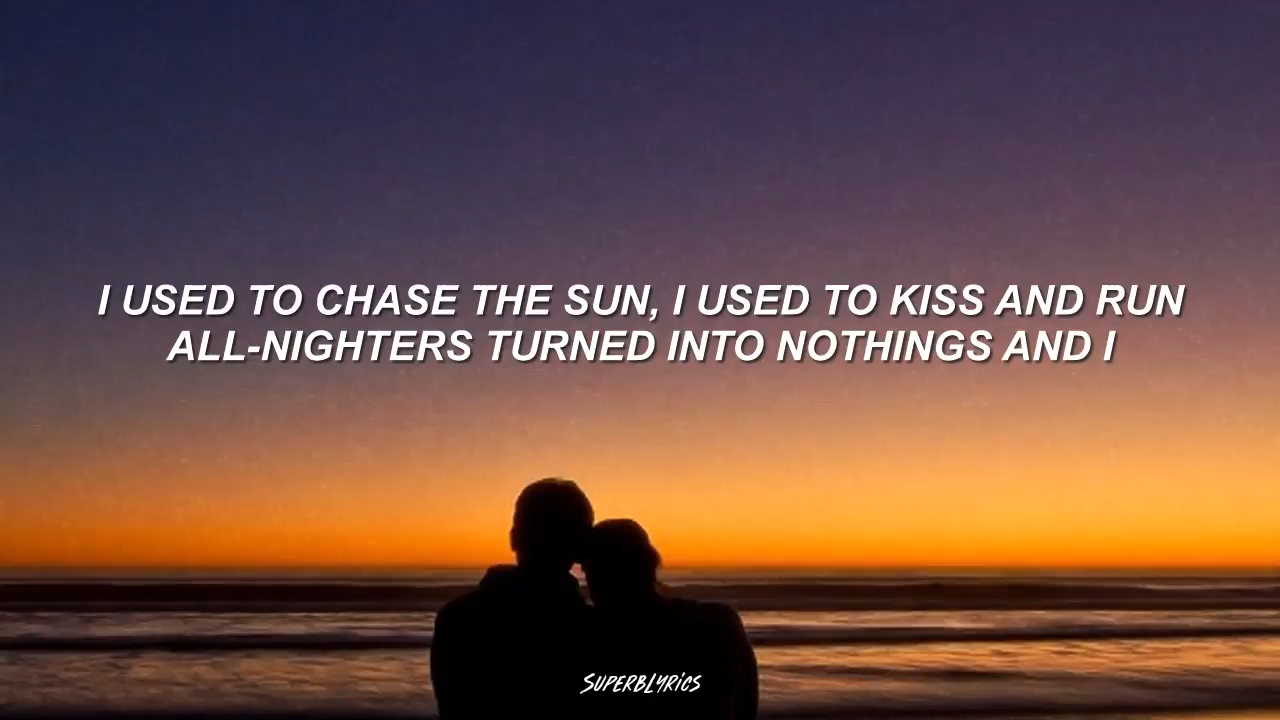 I USED TO CHASE THE SUN, I USED TO KISS AND RUN
ALL-NIGHTERS TURNED INTO NOTHINGS AND I
SUPERBLYRICS